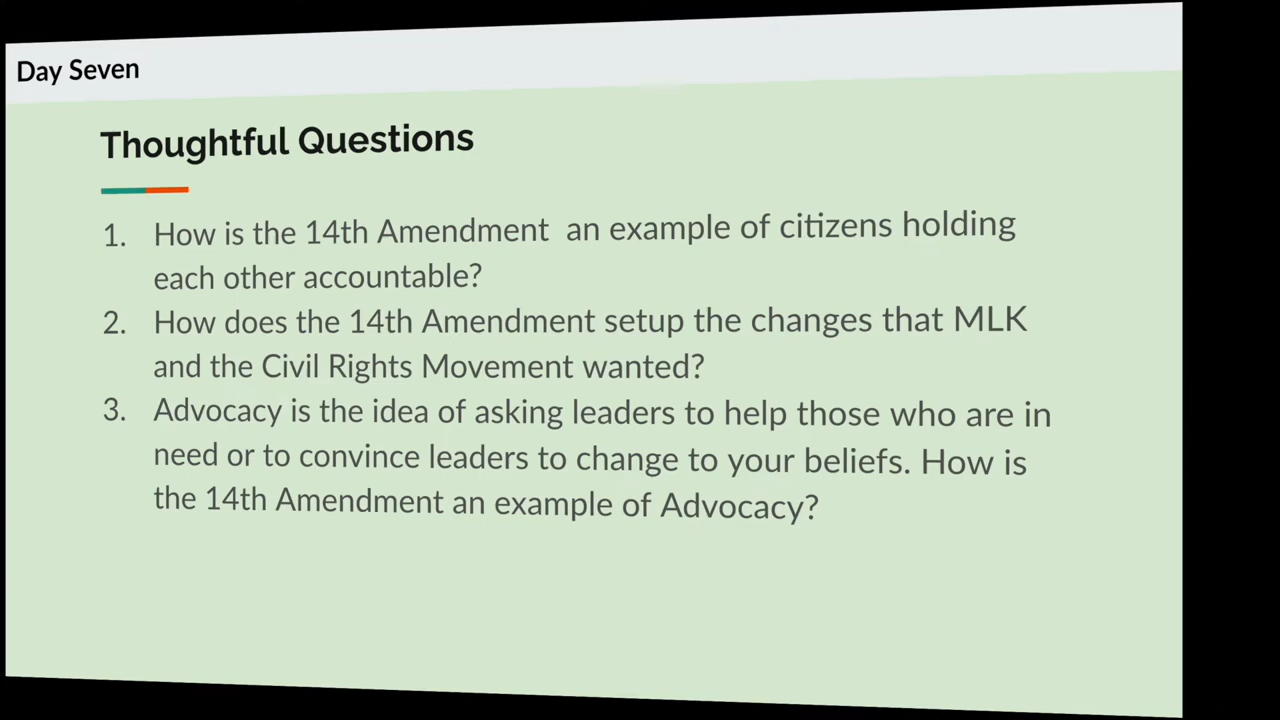 Day Seven
Thoughtful Questions
1. How is the 14th Amendment  an example of citizens holding
each other accountable?
2. How does the 14th Amendment setup the changes that MLK
and the Civil Rights Movement wanted?
3. Advocacy is the idea of asking leaders to help those who are in
need or to convince leaders to change to your beliefs. How is
the 14th Amendment an example of Advocacy?